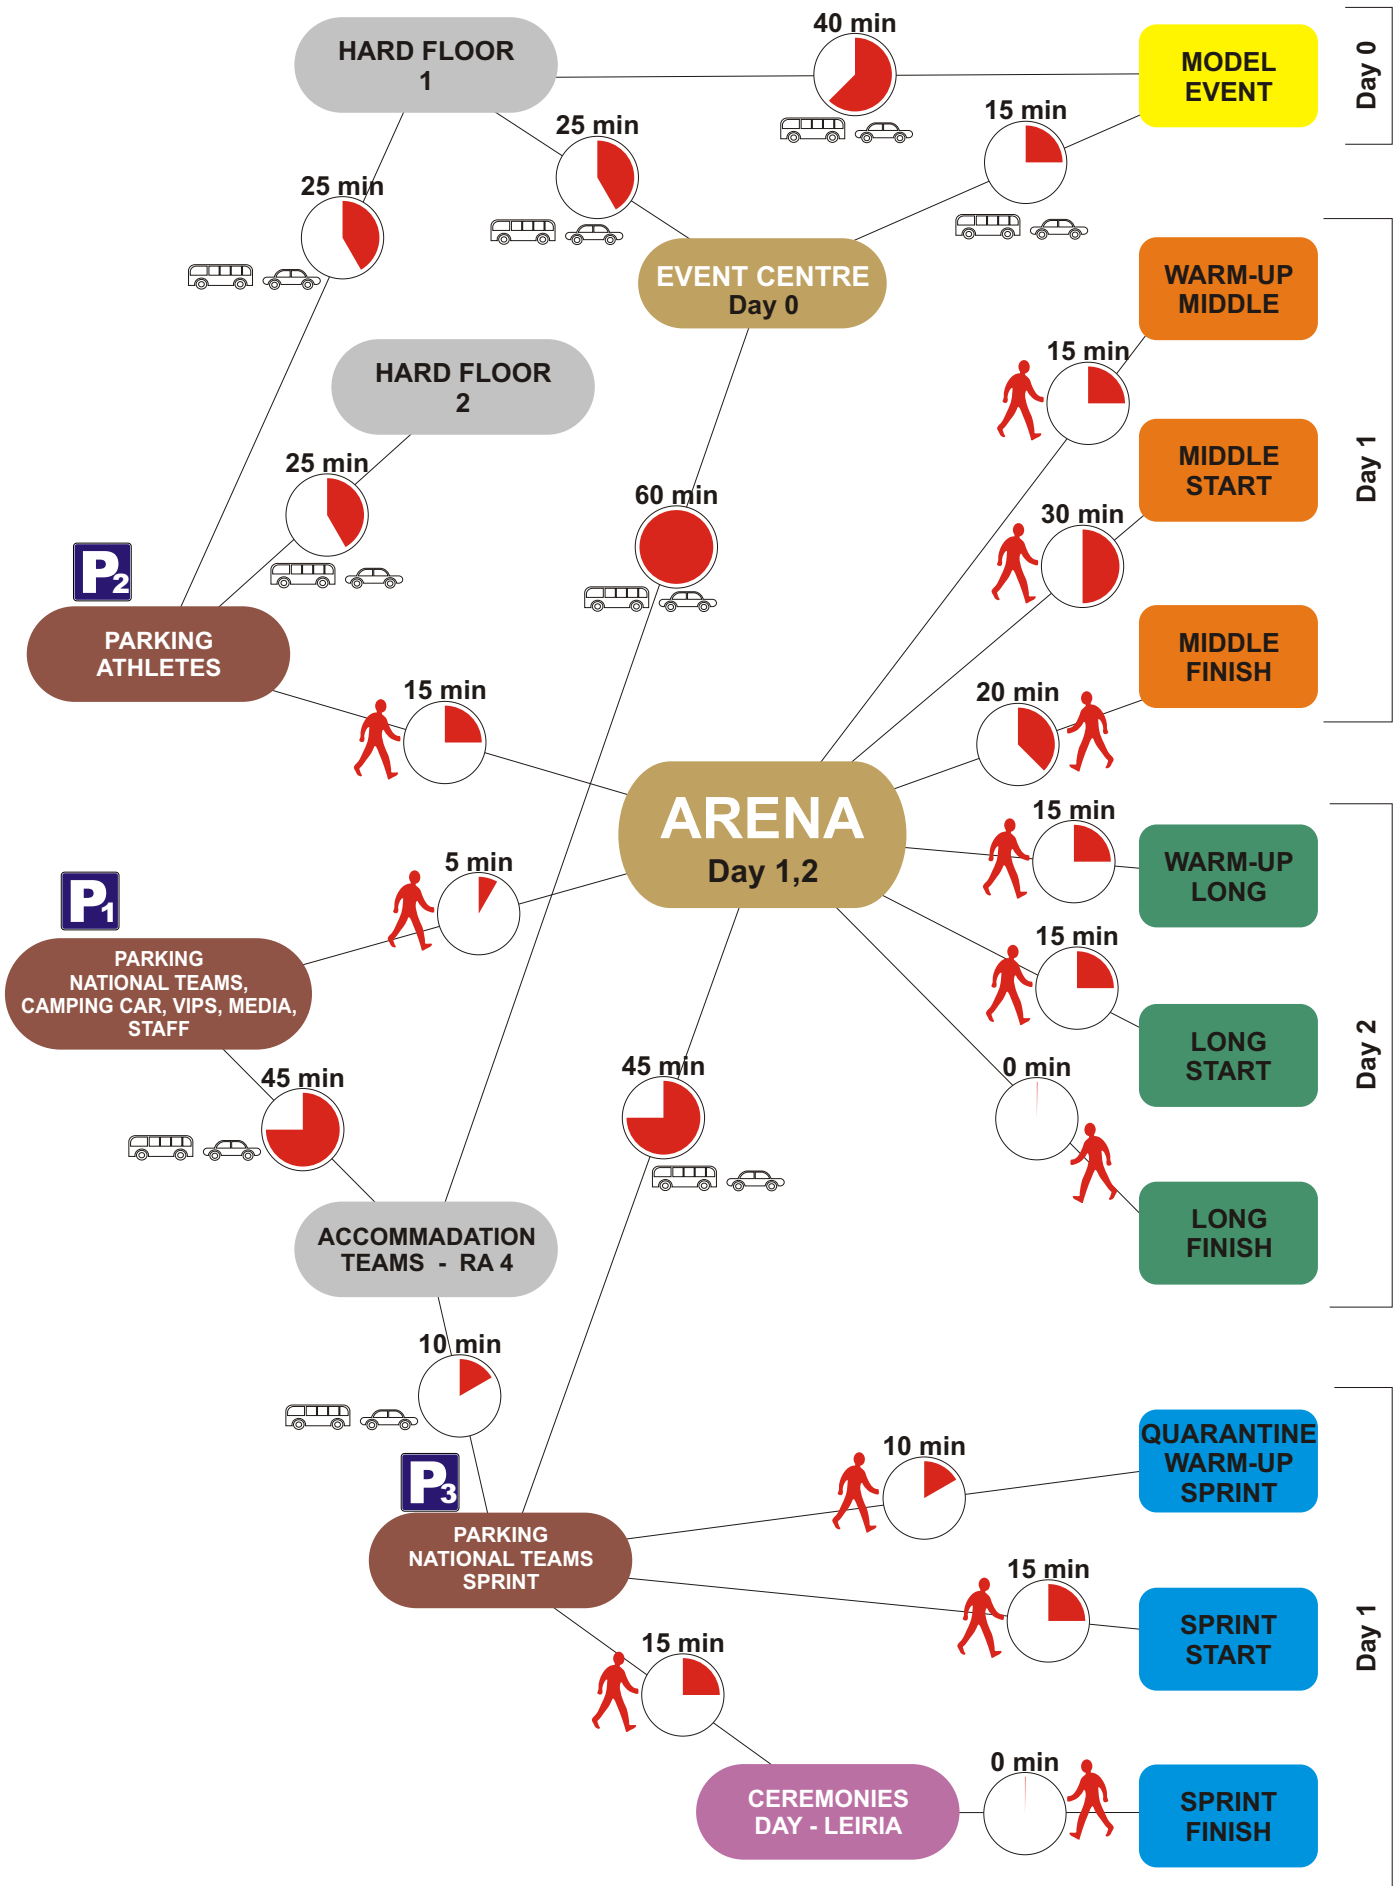 40 min
HARD FLOOR
1
MODEL
EVENT
Day 0
15 min
25 min
25 min
EVENT CENTRE
Day 0
WARM-UP
MIDDLE
15 min
HARD FLOOR
2
MIDDLE
START
Day 1
25 min
60 min
30 min
P2
PARKING
ATHLETES
MIDDLE
FINISH
15 min
20 min
ARENA
Day 1,2
15 min
WARM-UP
LONG
5 min
P1
PARKING
NATIONAL TEAMS,
CAMPING CAR, VIPS, MEDIA,
STAFF
15 min
LONG
START
Day 2
45 min
45 min
0 min
LONG
FINISH
ACCOMMADATION
TEAMS - RA 4
10 min
QUARANTINE
WARM-UP
SPRINT
10 min
P3
PARKING
NATIONAL TEAMS
SPRINT
15 min
SPRINT
START
Day 1
15 min
0 min
CEREMONIES
DAY - LEIRIA
SPRINT
FINISH